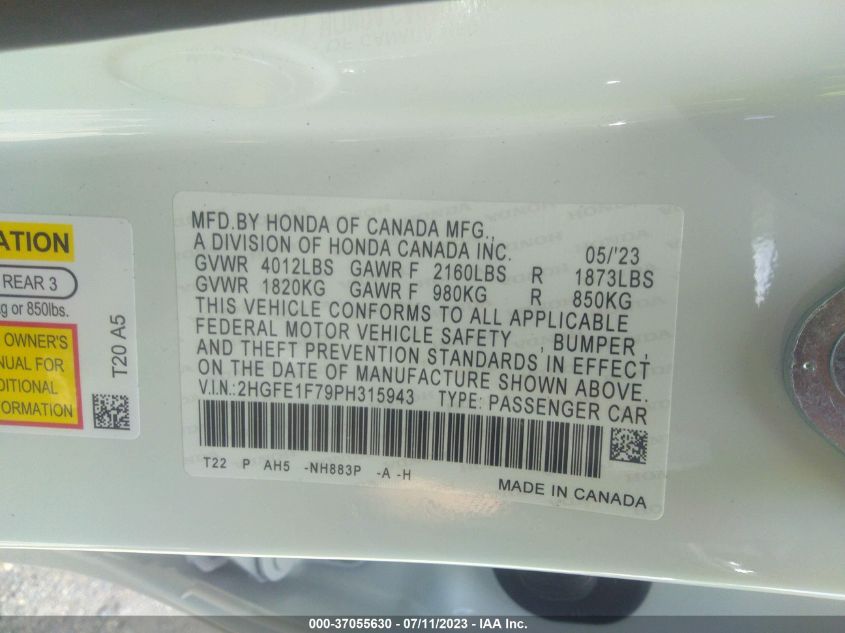 MFD.BY HONDA OF CANADA MFG.,
A DIVISION OF HONDA CANADA INC. 05/'23
GVWR 4012LBS GAWR F 2160LBS R 1873LBS
GVWR 1820KG GAWR F 980KG R 850KG
THIS VEHICLE CONFORMS TO ALL APPLICABLE
FEDERAL MOTOR VEHICLE SAFETY , BUMPER ,
AND THEFT PREVENTION STANDARDS IN EFFECT
ON THE DATE OF MANUFACTURE SHOWN ABOVE.
V.I.N.:2HGFE1F79PH315943 TYPE: PASSENGER CAR
T22 P AH5 -NH883P -A -H
MADE IN CANADA
ATION
REAR 3
g or 850lbs.
OWNER'S
NUAL FOR
DITIONAL
FORMATION
T20 A5
000-37055630 - 07/11/2023 - IAA Inc.